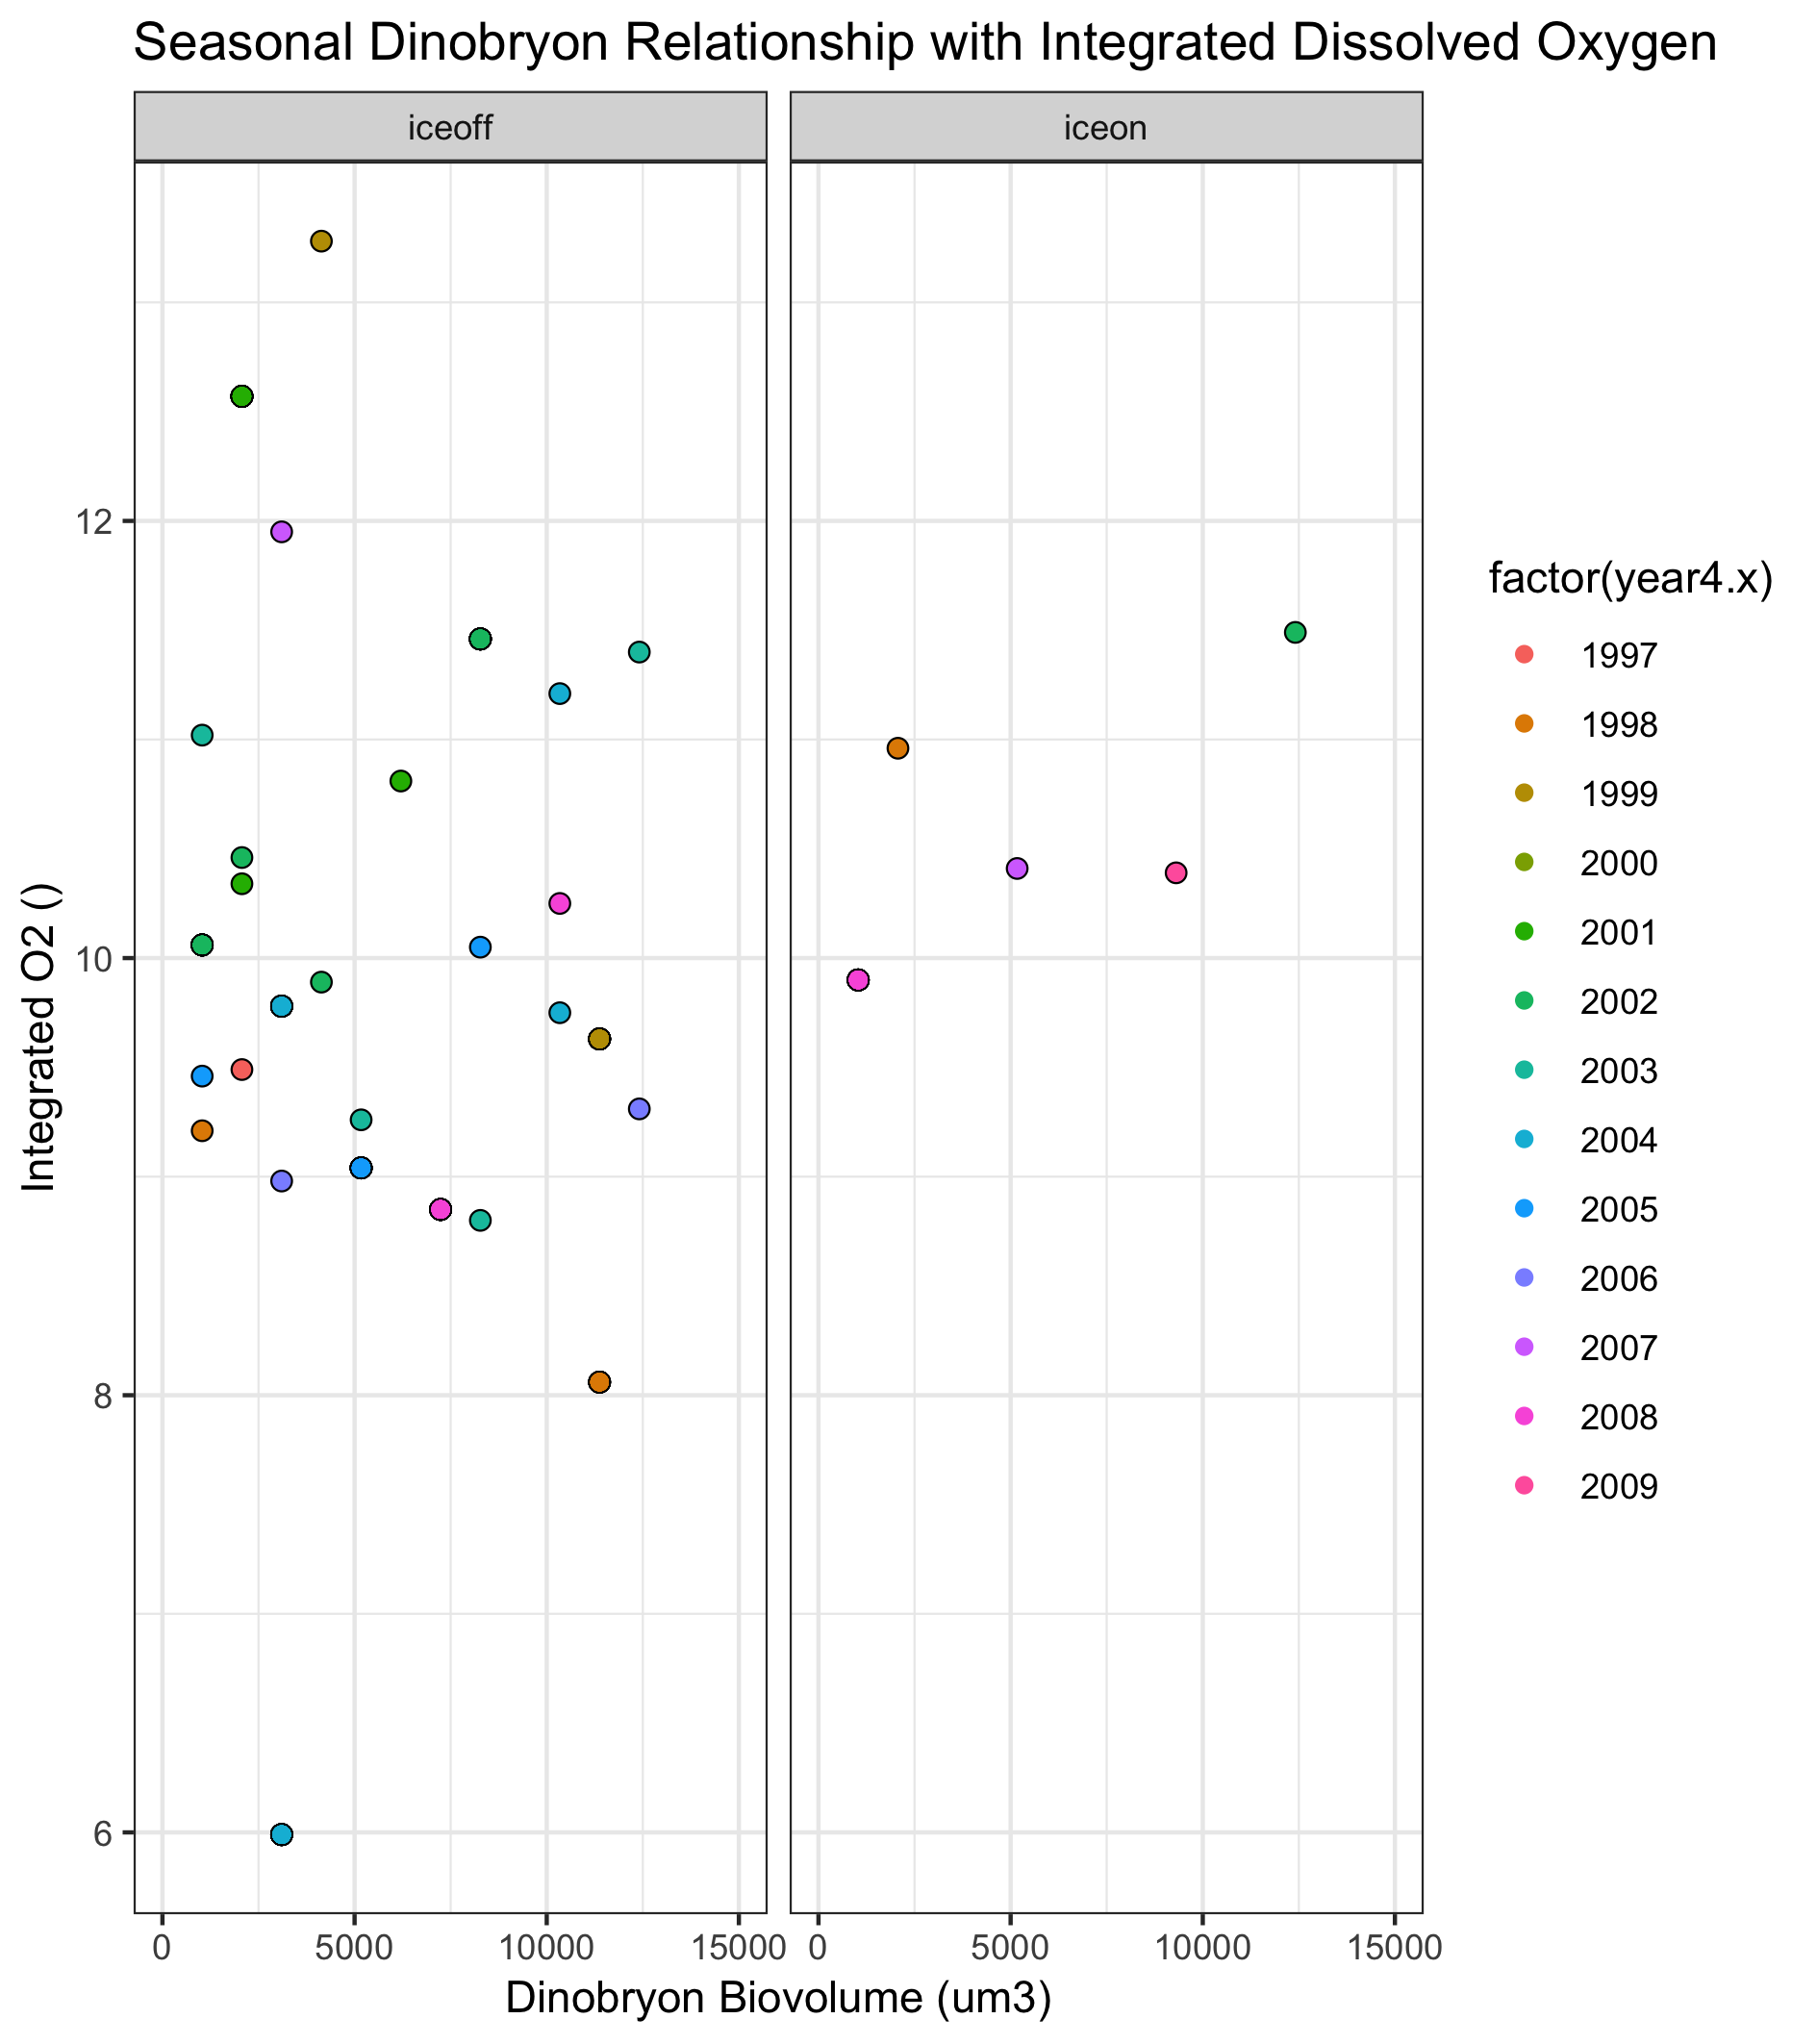 Seasonal Dinobryon Relationship with Integrated Dissolved Oxygen
iceoff
iceon
Integrated O2 ()
12
10
8
6
0 5000 10000 15000
0 5000 10000 15000
Dinobryon Biovolume (um3)
factor(year4.x)
1997
1998
1999
2000
2001
2002
2003
2004
2005
2006
2007
2008
2009